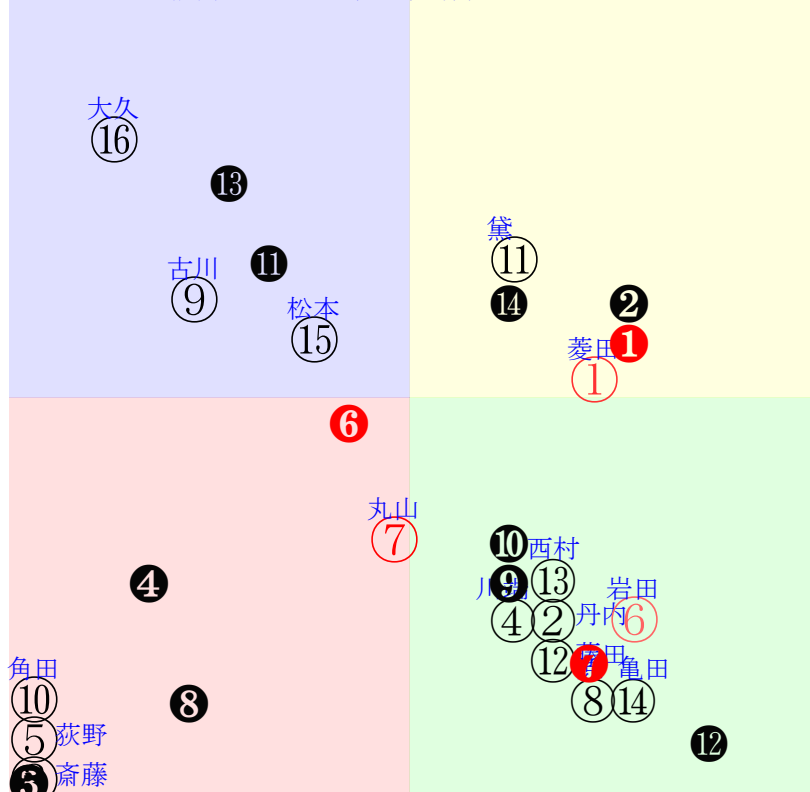 大久
⑯
⓭
黛
⑪
古川
⓫
⑨
松本
⑮
⓮
❷
❶
菱田
①
❻
丸山
⑦
❿
西村
❹
❾
⑬
岩田
④
②
丹内
⑥
⑫
❼
亀田
角田
⑩
❽
⑧
⑭
⑤
荻野
⓬
斎藤